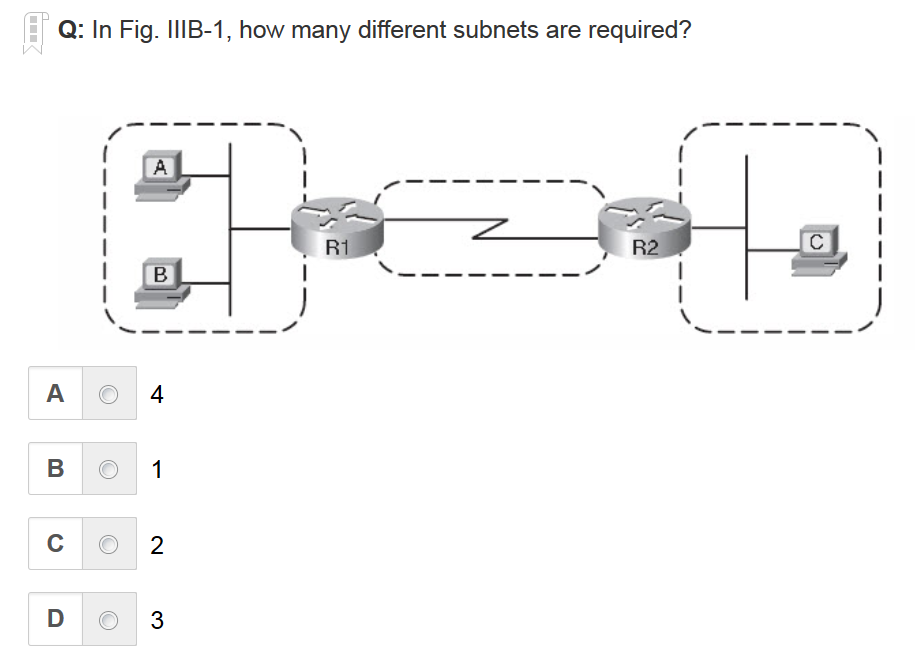 Q: In Fig. IIIB-1, how many different subnets are required?
A
B
R1
R2
C
A 4
B 1
C 2
D 3